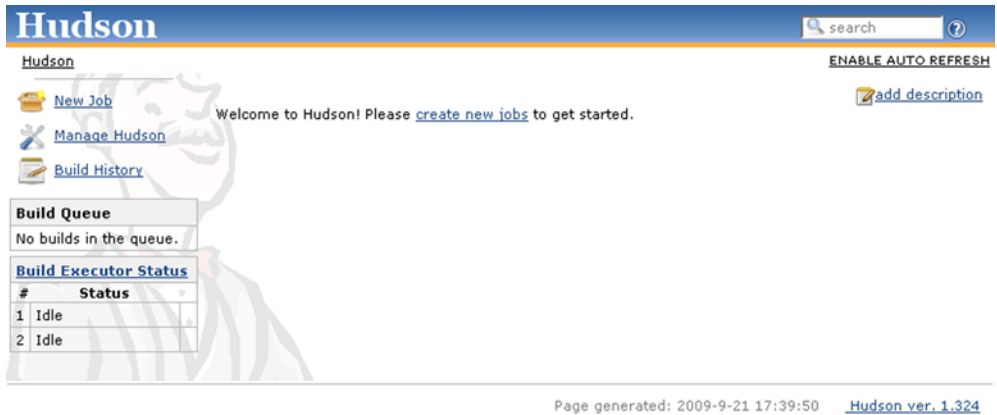 Hudson
search
Hudson
ENABLE AUTO REFRESH
New Job
add description
Welcome to Hudson! Please create new jobs to get started.
Manage Hudson
Build History
Build Queue
No builds in the queue.
Build Executor Status
# Status
1 Idle
2 Idle
Page generated: 2009-9-21 17:39:50 Hudson ver. 1.324